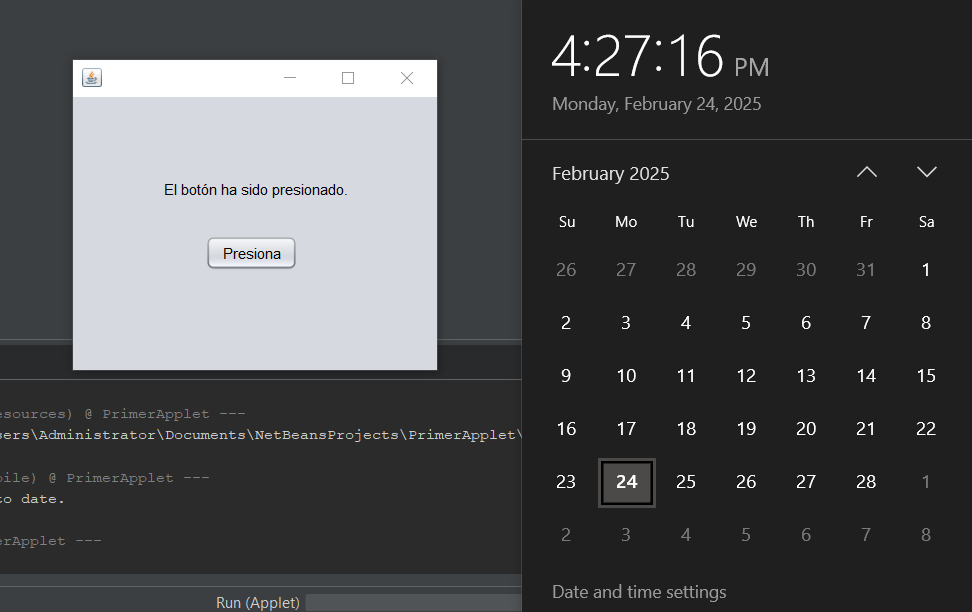 El botón ha sido presionado.
Presiona
esources) @ PrimerApplet ---
sers\Administrator\Documents\NetBeansProjects\PrimerApplet\
pile) @ PrimerApplet ---
to date.
erApplet ---
Run (Applet)
4:27:16 PM
Monday, February 24, 2025
February 2025
Su Mo Tu We Th Fr Sa
26 27 28 29 30 31 1
2 3 4 5 6 7 8
9 10 11 12 13 14 15
16 17 18 19 20 21 22
23 24 25 26 27 28 1
2 3 4 5 6 7 8
Date and time settings